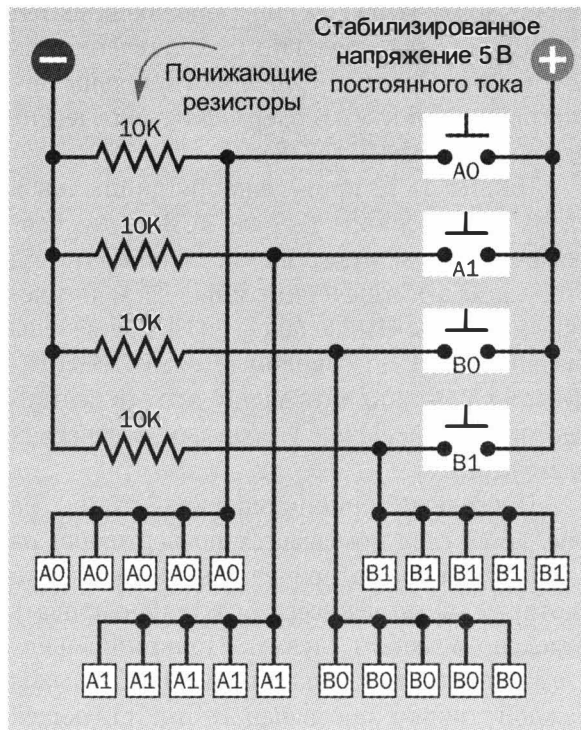 Стабилизированное
напряжение 5 В
постоянного тока
Понижающие
резисторы
10K
A0
10K
A1
10K
B0
10K
B1
A0 A0 A0 A0 A0
B1 B1 B1 B1 B1
A1 A1 A1 A1 A1
B0 B0 B0 B0 B0